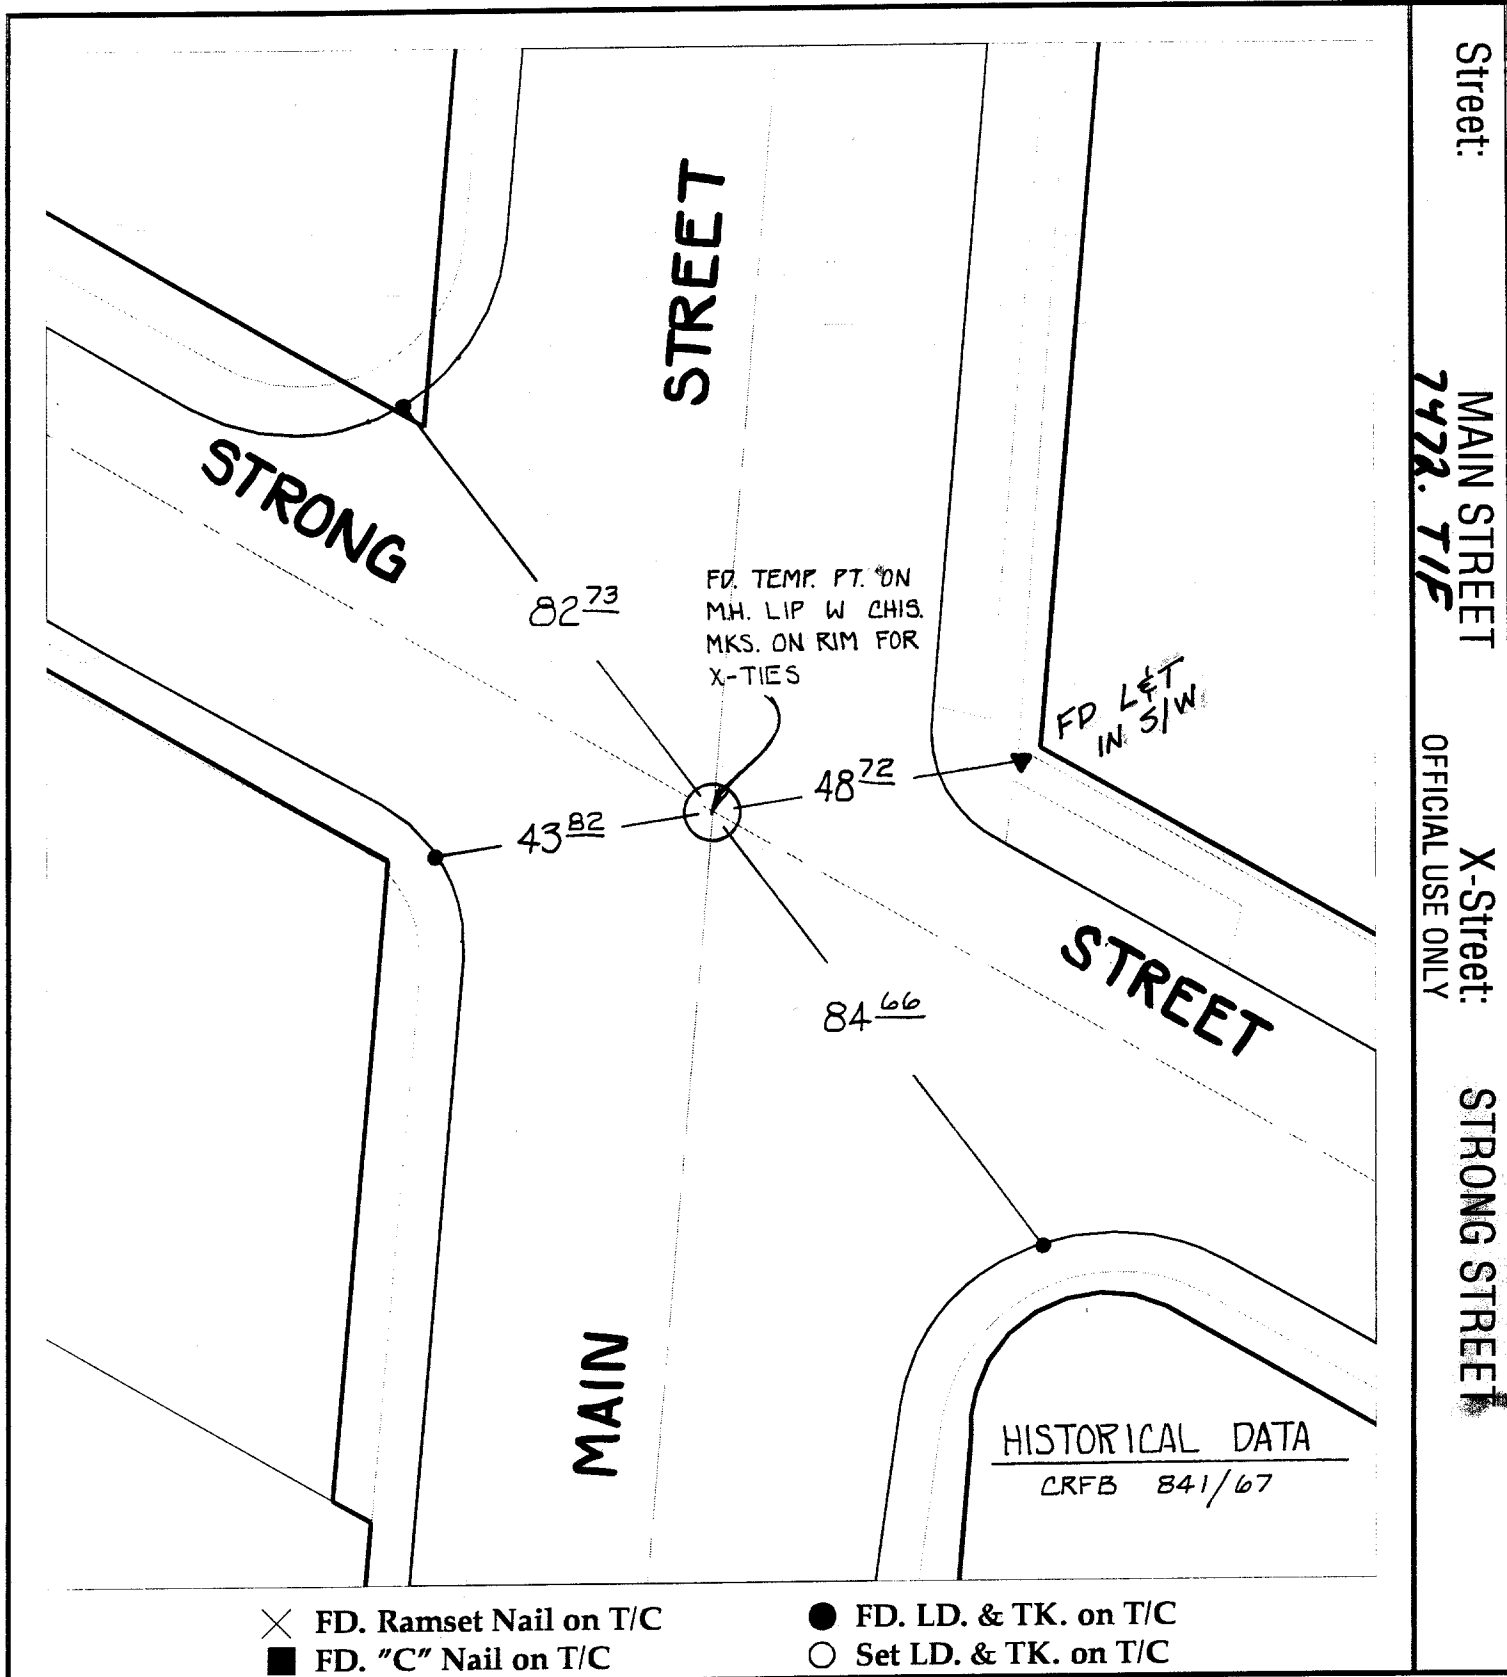 Street: MAIN STREET X-Street: STRONG STREET
7472.TIF OFFICIAL USE ONLY
STREET
STRONG
82 73
FD. TEMP. PT. ON
M.H. LIP W CHIS.
MKS. ON RIM FOR
X-TIES
FD L&T
IN S/W
48 72
43 82
84 66
STREET
MAIN
HISTORICAL DATA
CRFB 841/67
FD. Ramset Nail on T/C
FD. "C" Nail on T/C
FD. LD. & TK. on T/C
Set LD. & TK. on T/C